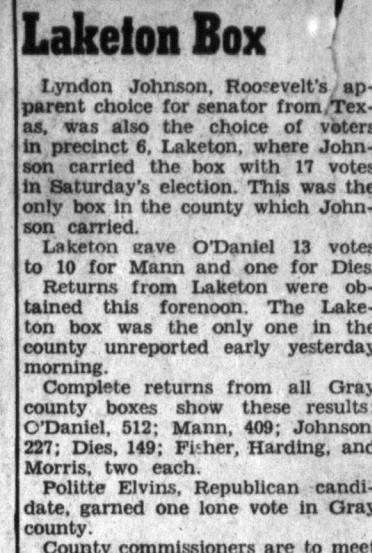 Laketon Box
Lyndon Johnson, Roosevelt's ap-
parent choice for senator from Tex-
as, was also the choice of voters
in precinct 6, Laketon, where John-
son carried the box with 17 votes
in Saturday's election. This was the
only box in the county which John-
son carried.
Laketon gave O'Daniel 13 votes
to 10 for Mann and one for Dies
Returns from Laketon were ob-
tained this forenoon. The Lake-
ton box was the only one in the
county unreported early yesterday
morning.
Complete returns from all Gray
county boxes show these results:
O'Daniel, 512; Mann, 409; Johnson
227; Dies, 149; Fisher, Harding, and
Morris, two each.
Politte Elvins, Republican candi-
date, garned one lone vote in Gray
county.
County commissioners are to meet